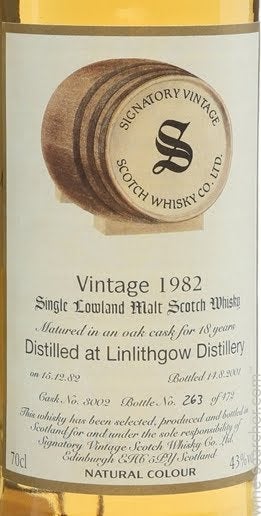 SIGNATORY VINTAGE
S
SCOTCH WHISKY CO. LTD.
Vintage 1982
Single Lowland Malt Scotch Whisky
Matured in an oak cask for 18 years
Distilled at Linlithgow Distillery
on 15.12.82 Bottled 14.8.2001
Cask No. 3002 Bottle No. 263 of 372
This whisky has been selected, produced and bottled in
Scotland for and under the sole responsibility of
Signatory Vintage Scotch Whisky Co. Ltd.
Edinburgh EH6 5PY Scotland
70cl 43%
NATURAL COLOUR